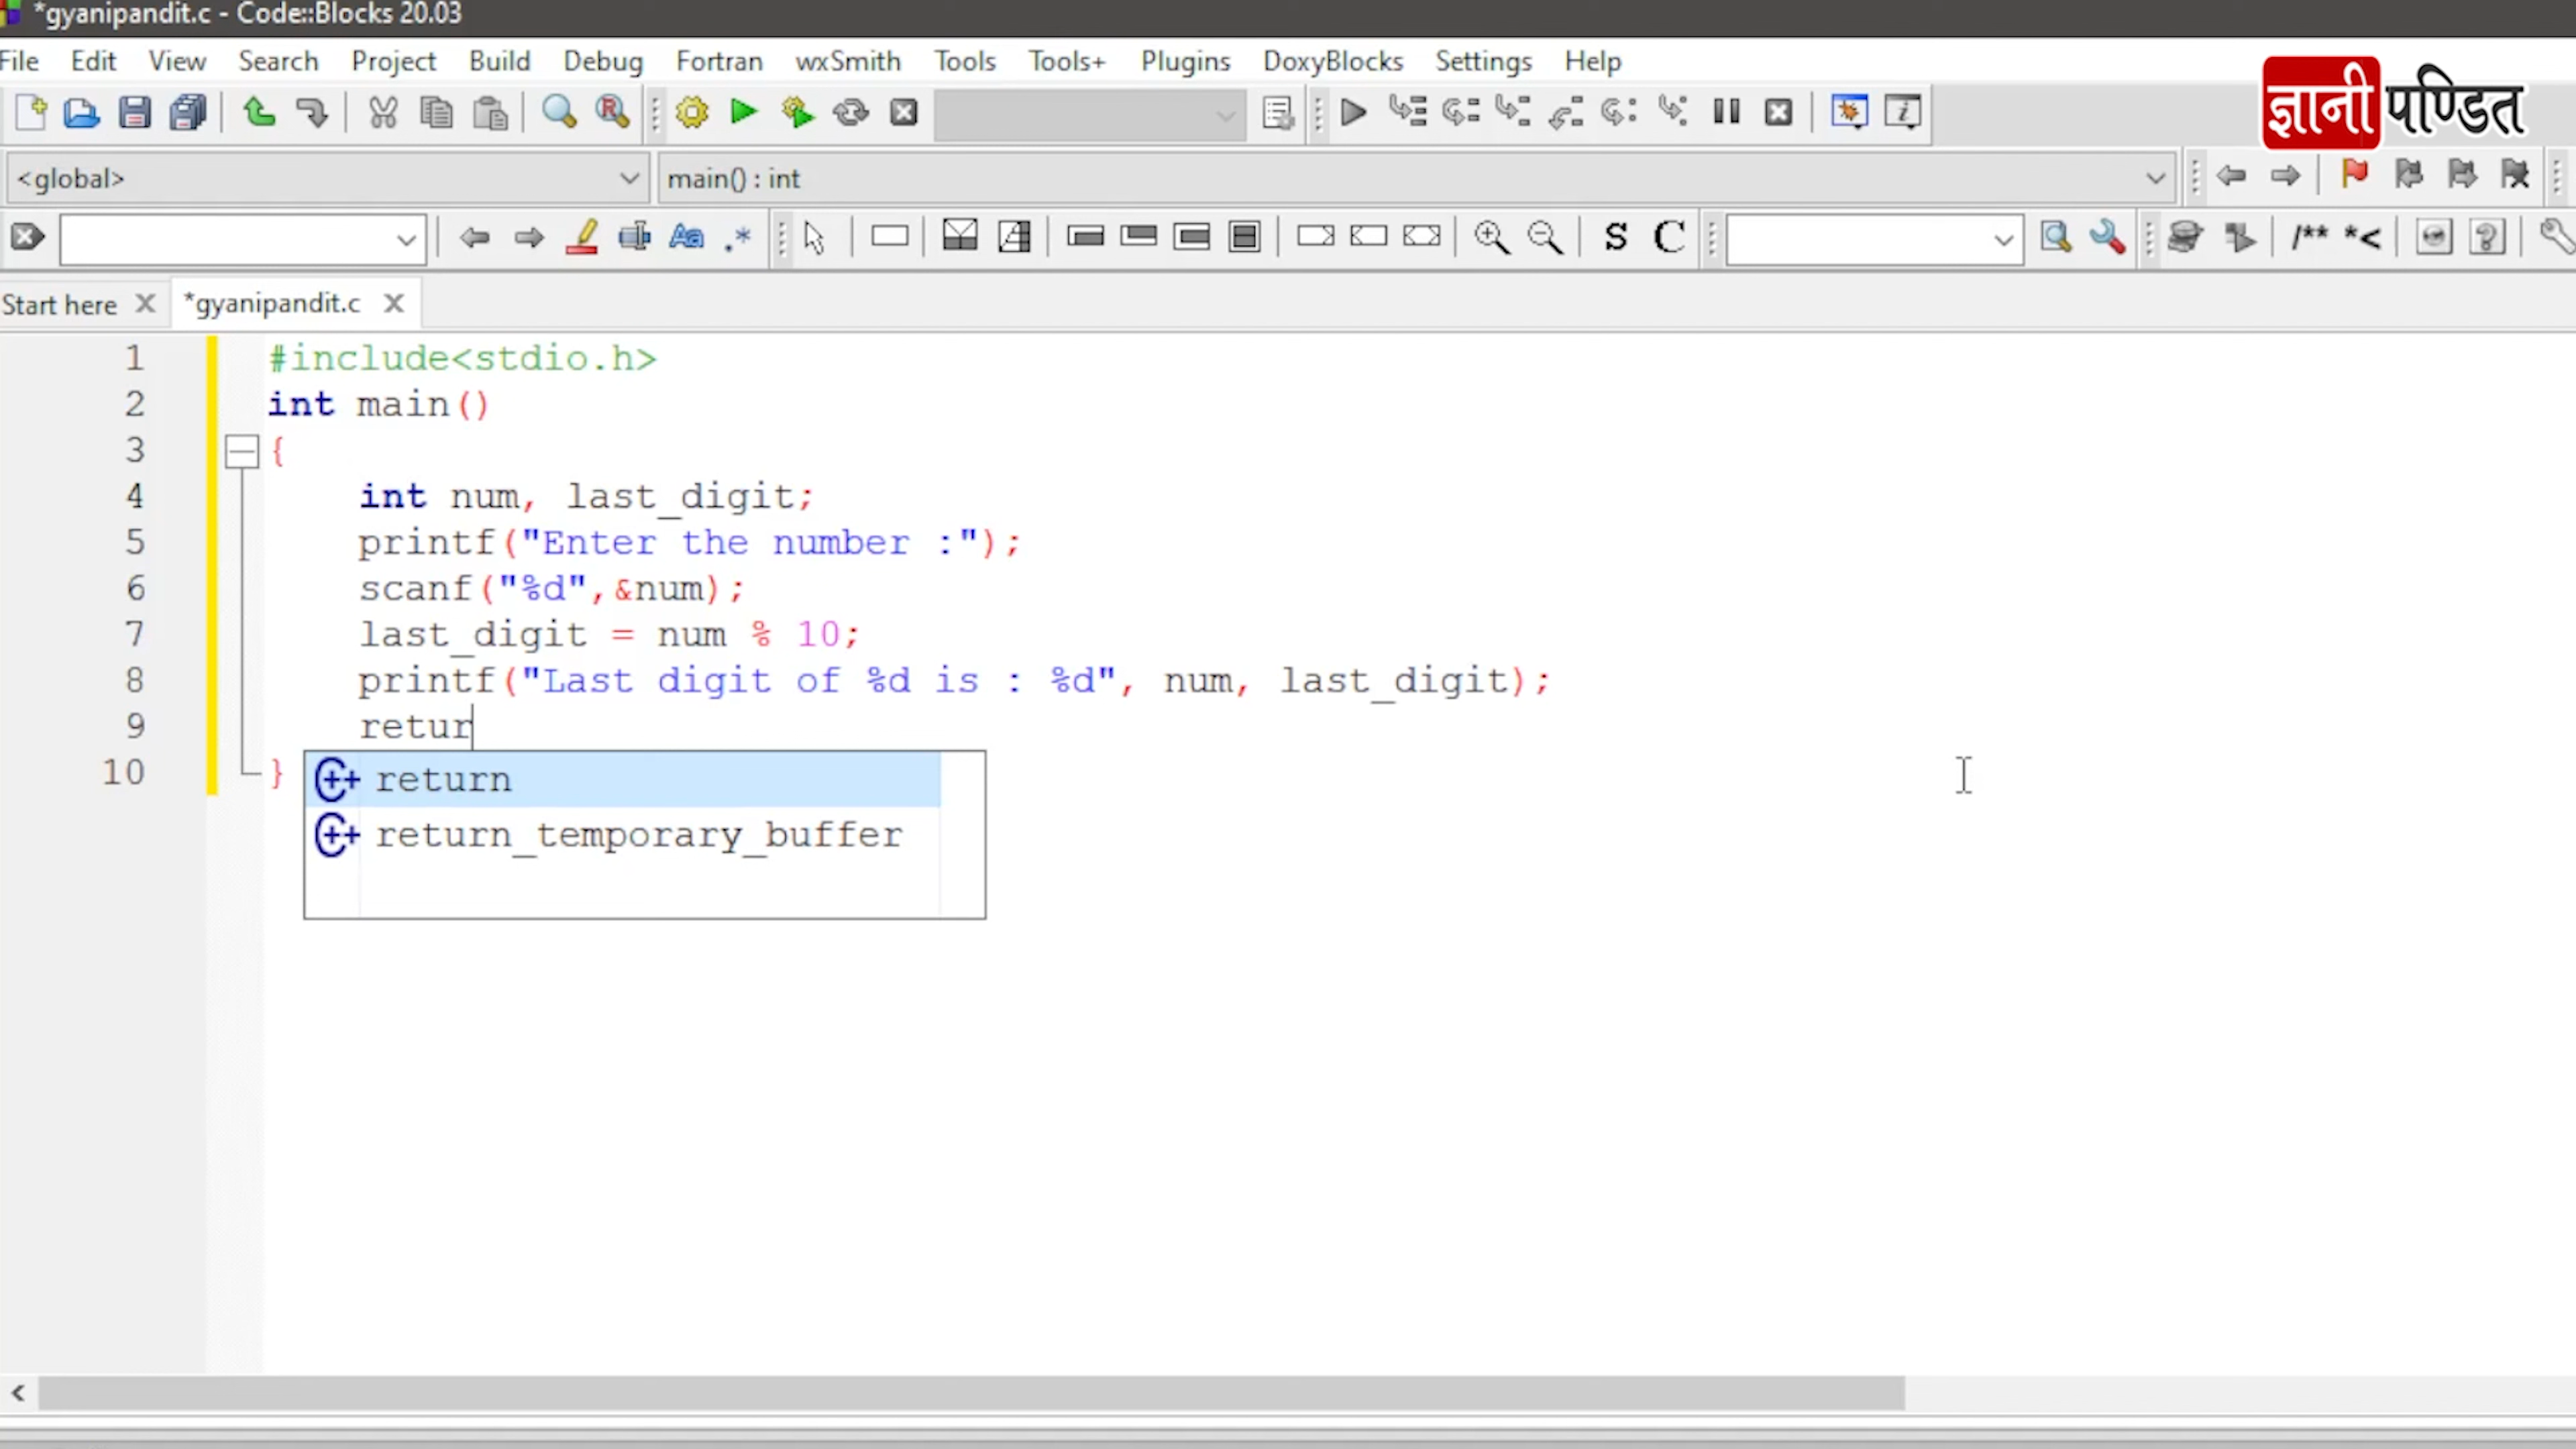 *gyanipandit.c - Code::Blocks 20.03
File Edit View Search Project Build Debug Fortran wxSmith Tools Tools+ Plugins DoxyBlocks Settings Help
ज्ञानी पण्डित
<global> main() : int
S C /** *<
Start here *gyanipandit.c
1 #include<stdio.h>
2 int main()
3 {
4 int num, last_digit;
5 printf("Enter the number :");
6 scanf("%d",&num);
7 last_digit = num % 10;
8 printf("Last digit of %d is : %d", num, last_digit);
9 retur
10 }
return
return_temporary_buffer